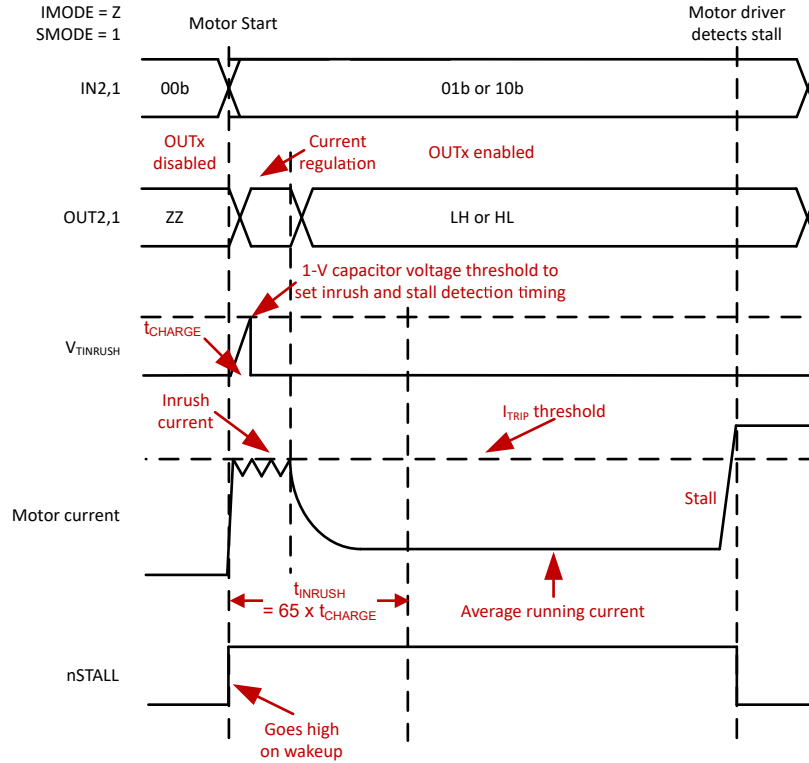 IMODE = Z
SMODE = 1
Motor Start
Motor driver
detects stall
IN2,1
00b
01b or 10b
OUTx
disabled
Current
regulation
OUTx enabled
OUT2,1
ZZ
LH or HL
1-V capacitor voltage threshold to
set inrush and stall detection timing
tCHARGE
VTINRUSH
Inrush
current
ITRIP threshold
Motor current
Stall
tINRUSH
= 65 x tCHARGE
Average running current
nSTALL
Goes high
on wakeup